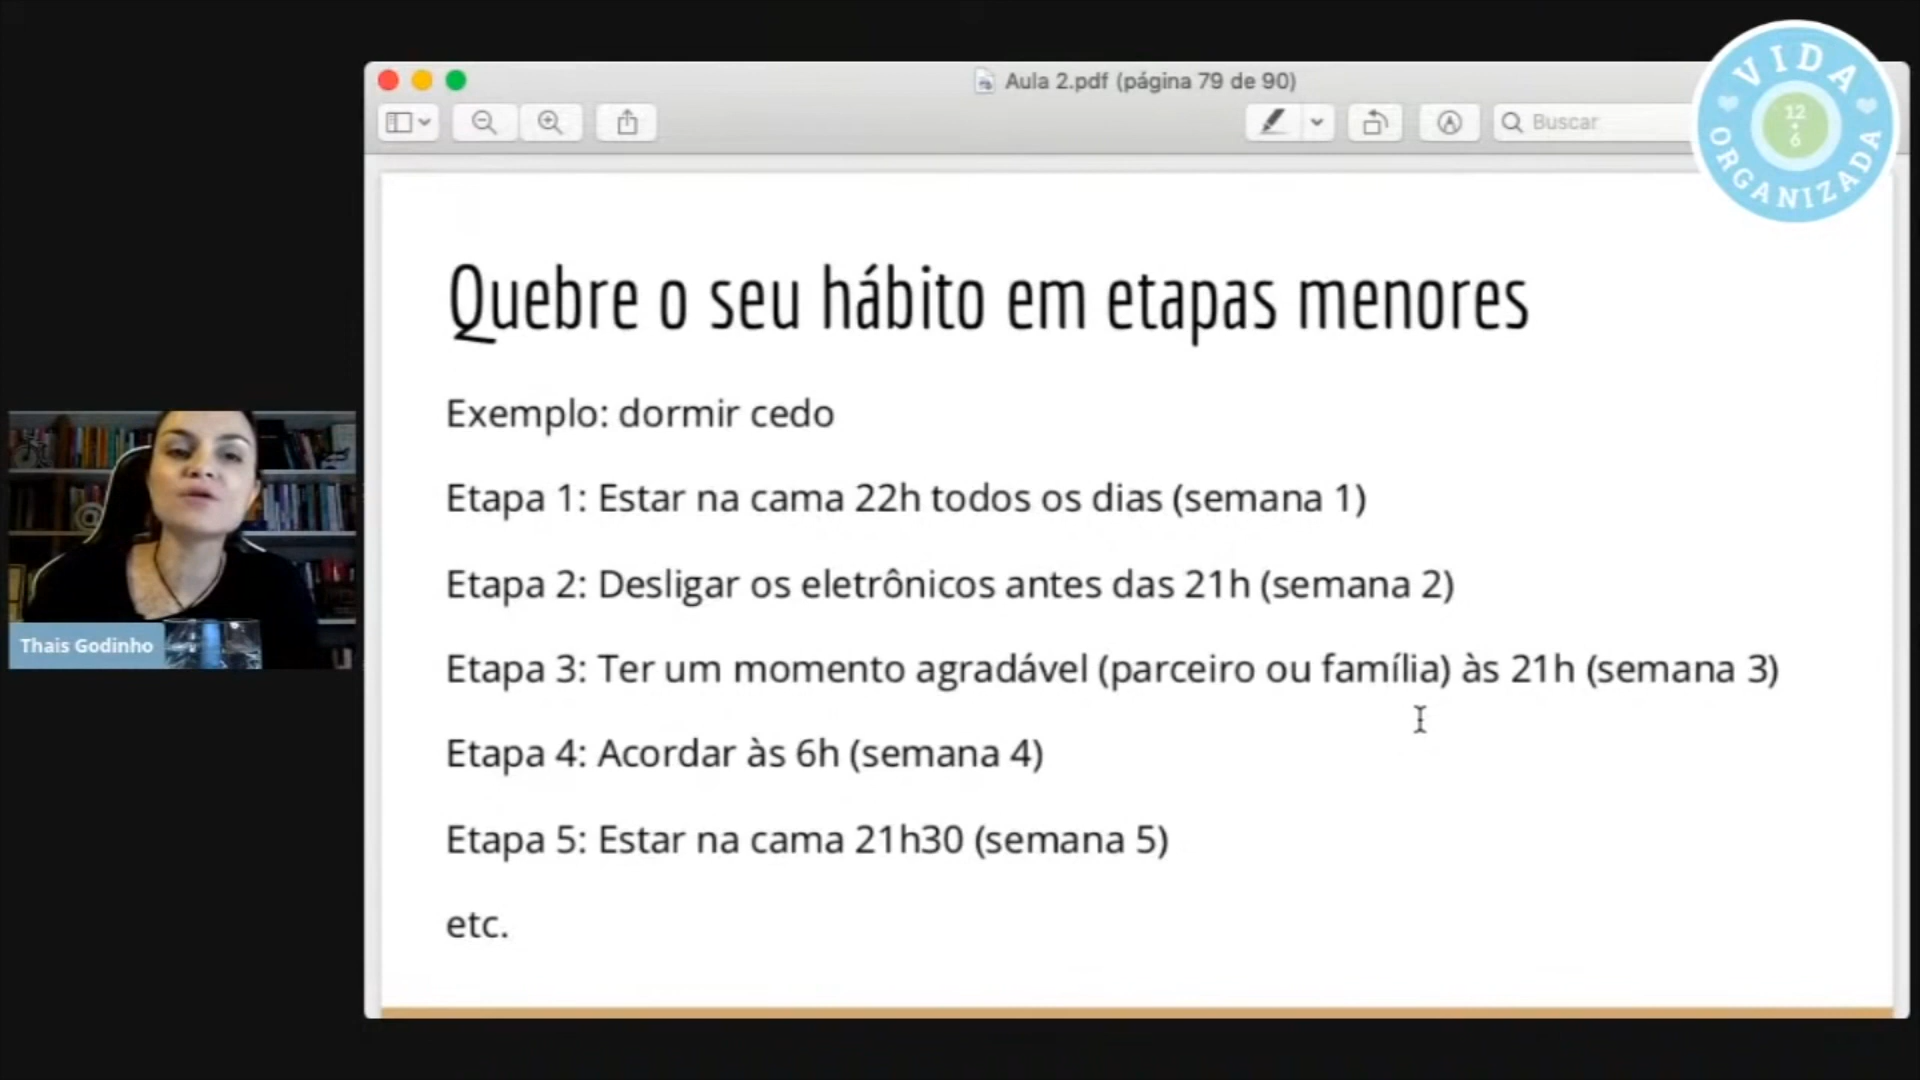 Aula 2.pdf (página 79 de 90)
Buscar
VIDA
12
+
6
ORGANIZADA
Quebre o seu hábito em etapas menores
Exemplo: dormir cedo
Etapa 1: Estar na cama 22h todos os dias (semana 1)
Etapa 2: Desligar os eletrônicos antes das 21h (semana 2)
Etapa 3: Ter um momento agradável (parceiro ou família) às 21h (semana 3)
Etapa 4: Acordar às 6h (semana 4)
Etapa 5: Estar na cama 21h30 (semana 5)
etc.
Thais Godinho